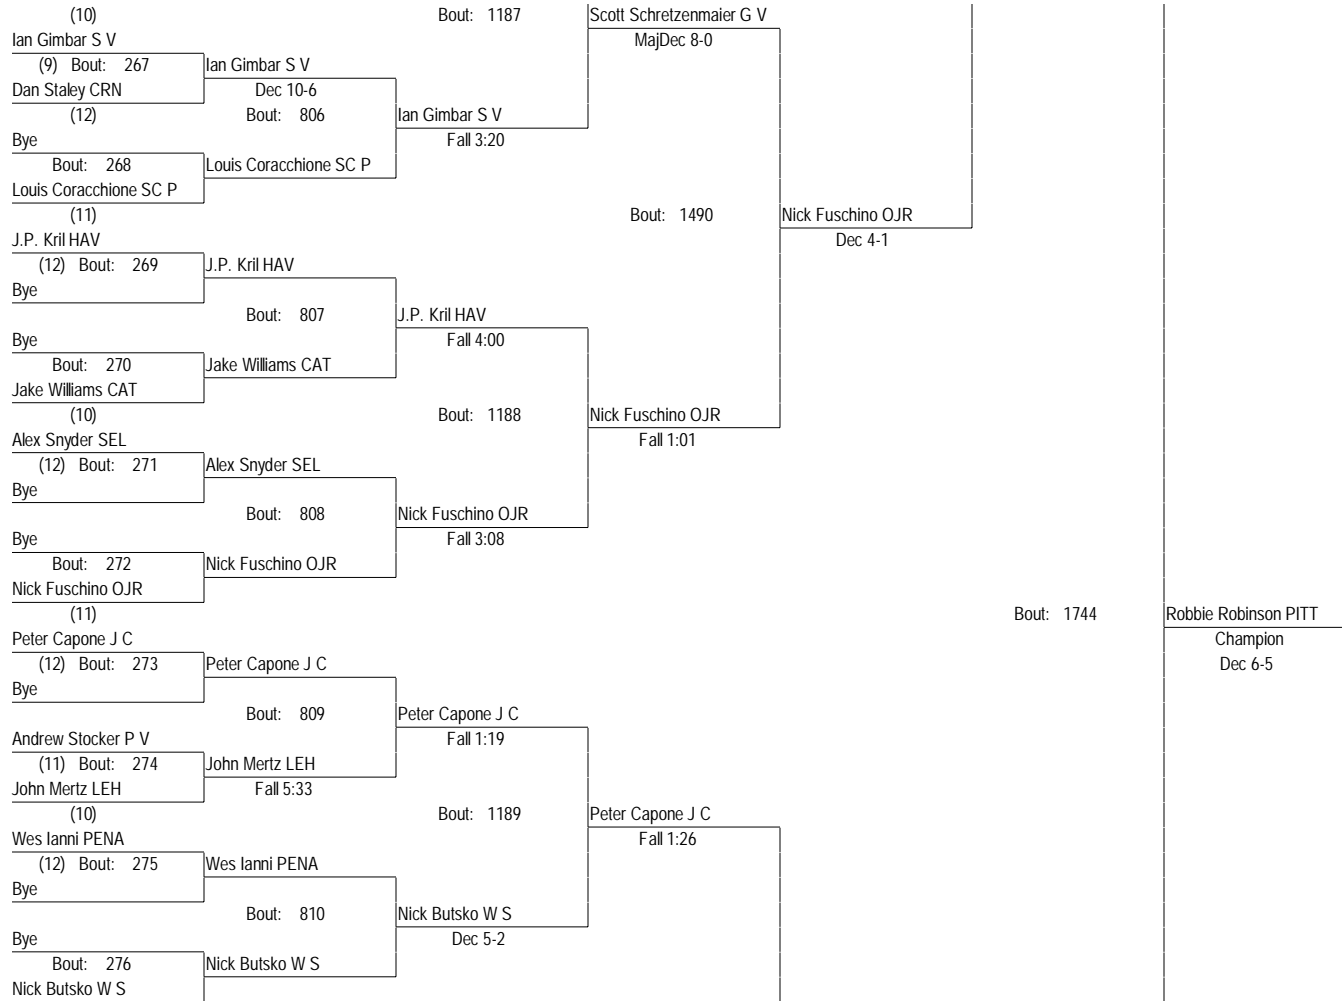 (10) Bout: 1187 Scott Schretzenmaier G V
Ian Gimbar S V MajDec 8-0
(9) Bout: 267 Ian Gimbar S V
Dan Staley CRN Dec 10-6
(12) Bout: 806 Ian Gimbar S V
Bye Fall 3:20
Bout: 268 Louis Coracchione SC P
Louis Coracchione SC P
(11) Bout: 1490 Nick Fuschino OJR
J.P. Kril HAV Dec 4-1
(12) Bout: 269 J.P. Kril HAV
Bye
Bout: 807 J.P. Kril HAV
Bye Fall 4:00
Bout: 270 Jake Williams CAT
Jake Williams CAT
(10) Bout: 1188 Nick Fuschino OJR
Alex Snyder SEL Fall 1:01
(12) Bout: 271 Alex Snyder SEL
Bye
Bout: 808 Nick Fuschino OJR
Bye Fall 3:08
Bout: 272 Nick Fuschino OJR
Nick Fuschino OJR
(11) Bout: 1744 Robbie Robinson PITT
Peter Capone J C Champion
(12) Bout: 273 Peter Capone J C Dec 6-5
Bye
Bout: 809 Peter Capone J C
Andrew Stocker P V Fall 1:19
(11) Bout: 274 John Mertz LEH
John Mertz LEH Fall 5:33
(10) Bout: 1189 Peter Capone J C
Wes Ianni PENA Fall 1:26
(12) Bout: 275 Wes Ianni PENA
Bye
Bout: 810 Nick Butsko W S
Bye Dec 5-2
Bout: 276 Nick Butsko W S
Nick Butsko W S